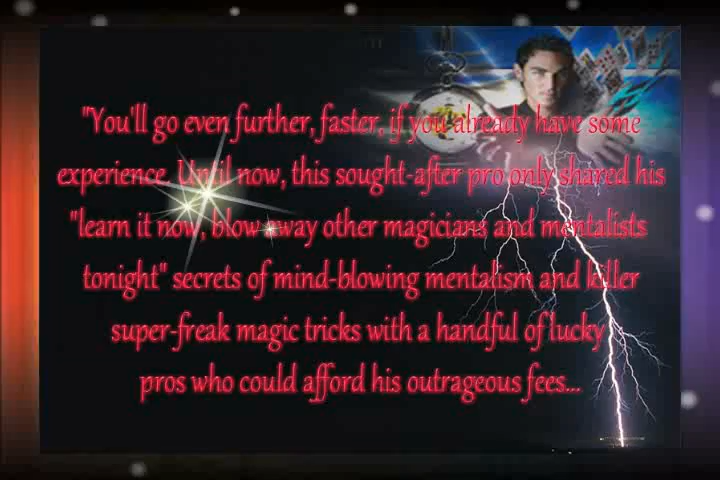 "You'll go even further, faster, if you already have some
experience. Until now, this sought-after pro only shared his
"learn it now, blow away other magicians and mentalists
tonight" secrets of mind-blowing mentalism and killer
super-freak magic tricks with a handful of lucky
pros who could afford his outrageous fees...